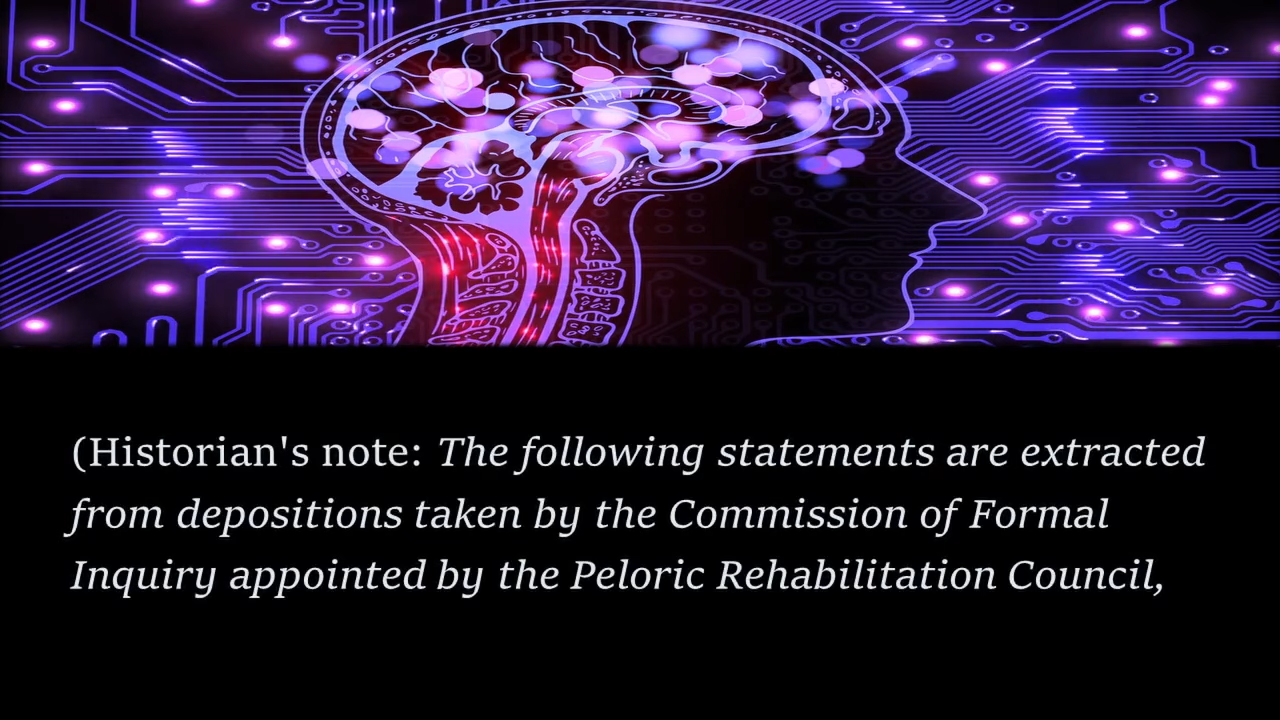 (Historian's note: The following statements are extracted
from depositions taken by the Commission of Formal
Inquiry appointed by the Peloric Rehabilitation Council,